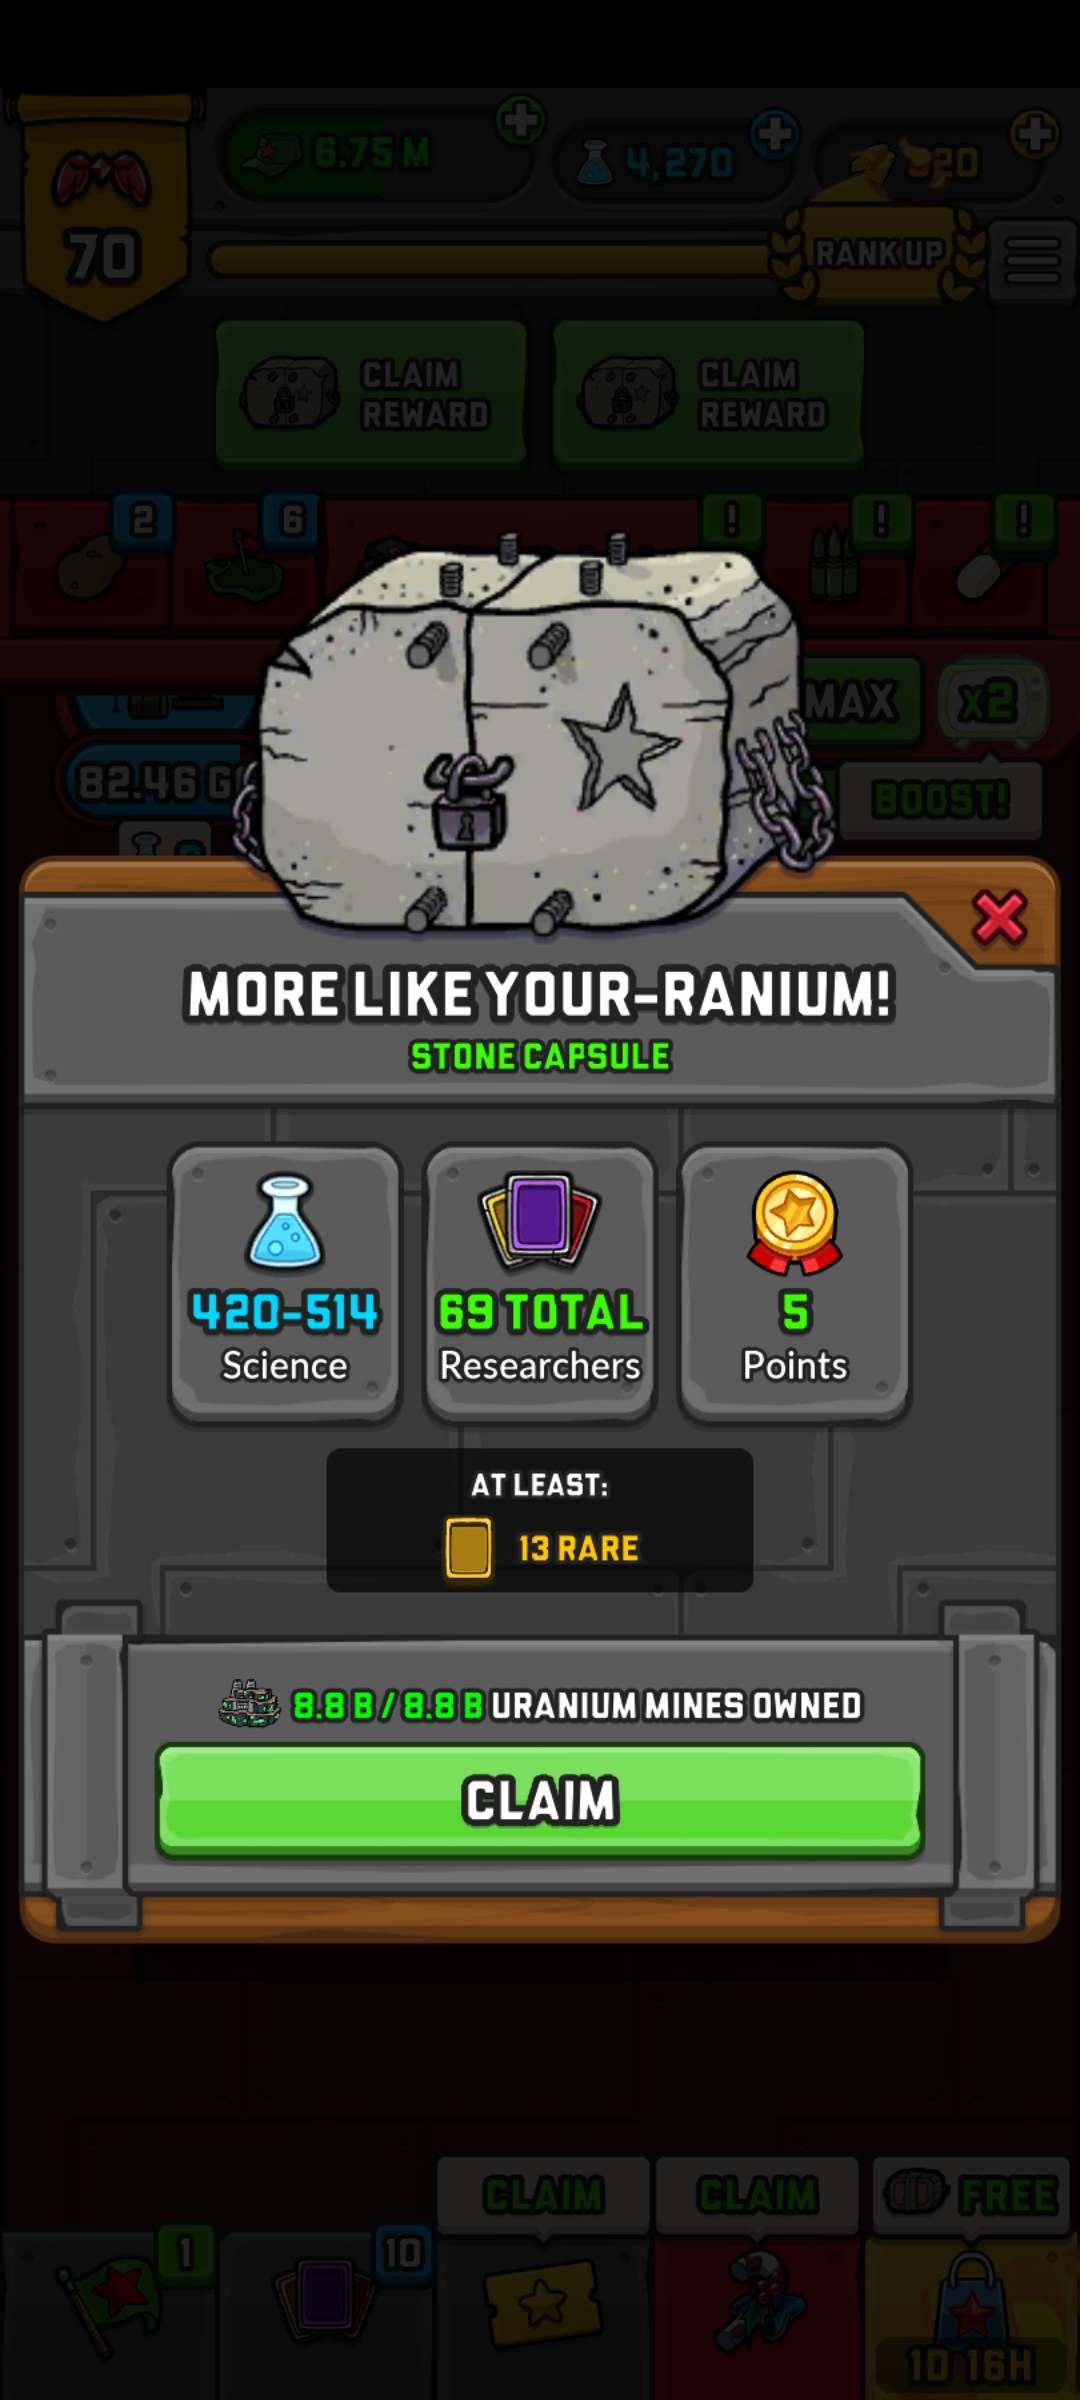 6.75 M
4,270
70
RANK UP
CLAIM
REWARD
CLAIM
REWARD
2
6
!
!
!
MAX
x2
82.46 G
BOOST!
MORE LIKE YOUR-RANIUM!
STONE CAPSULE
420-514
Science
69 TOTAL
Researchers
5
Points
AT LEAST:
13 RARE
8.8 B / 8.8 B URANIUM MINES OWNED
CLAIM
CLAIM
CLAIM
FREE
1
10
1D 16H